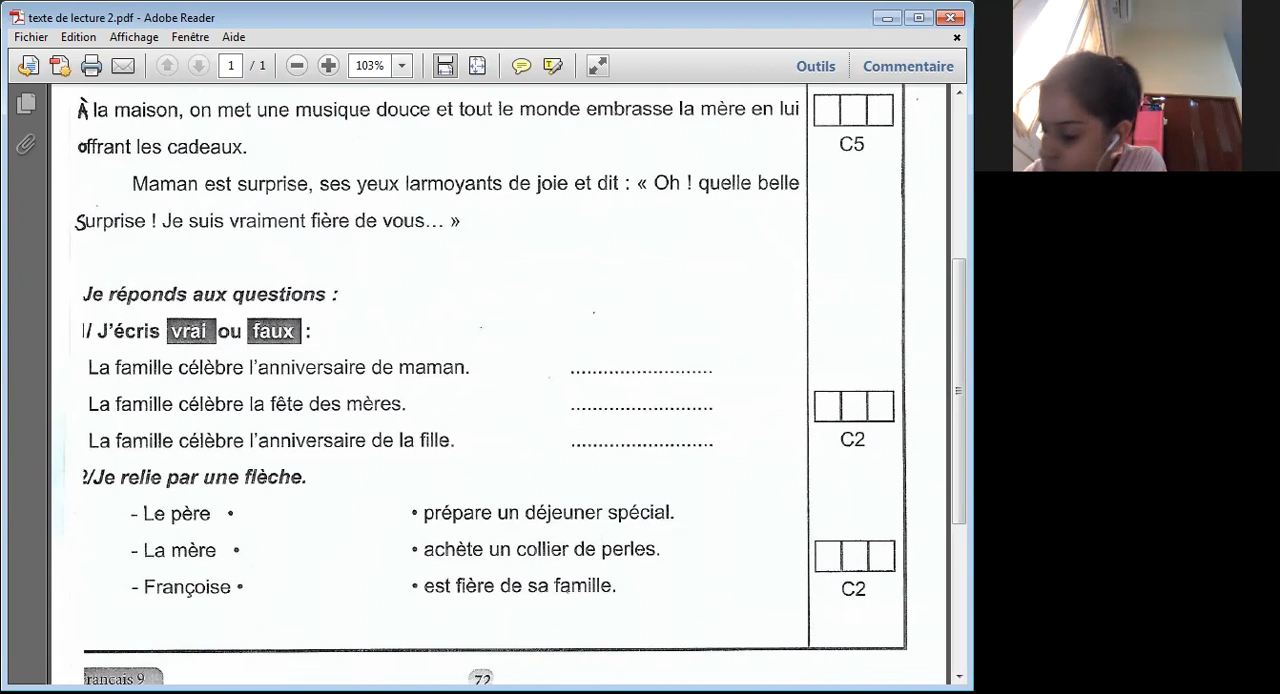 texte de lecture 2.pdf - Adobe Reader
Fichier Edition Affichage Fenêtre Aide
1 / 1 103% Outils Commentaire
À la maison, on met une musique douce et tout le monde embrasse la mère en lui
offrant les cadeaux.
C5
Maman est surprise, ses yeux larmoyants de joie et dit : « Oh ! quelle belle
Surprise ! Je suis vraiment fière de vous... »
Je réponds aux questions :
1/ J'écris vrai ou faux :
La famille célèbre l'anniversaire de maman. ..........................
La famille célèbre la fête des mères. ..........................
La famille célèbre l'anniversaire de la fille. ..........................
C2
2/Je relie par une flèche.
- Le père • • prépare un déjeuner spécial.
- La mère • • achète un collier de perles.
- Françoise • • est fière de sa famille.
C2
rançais 9 72